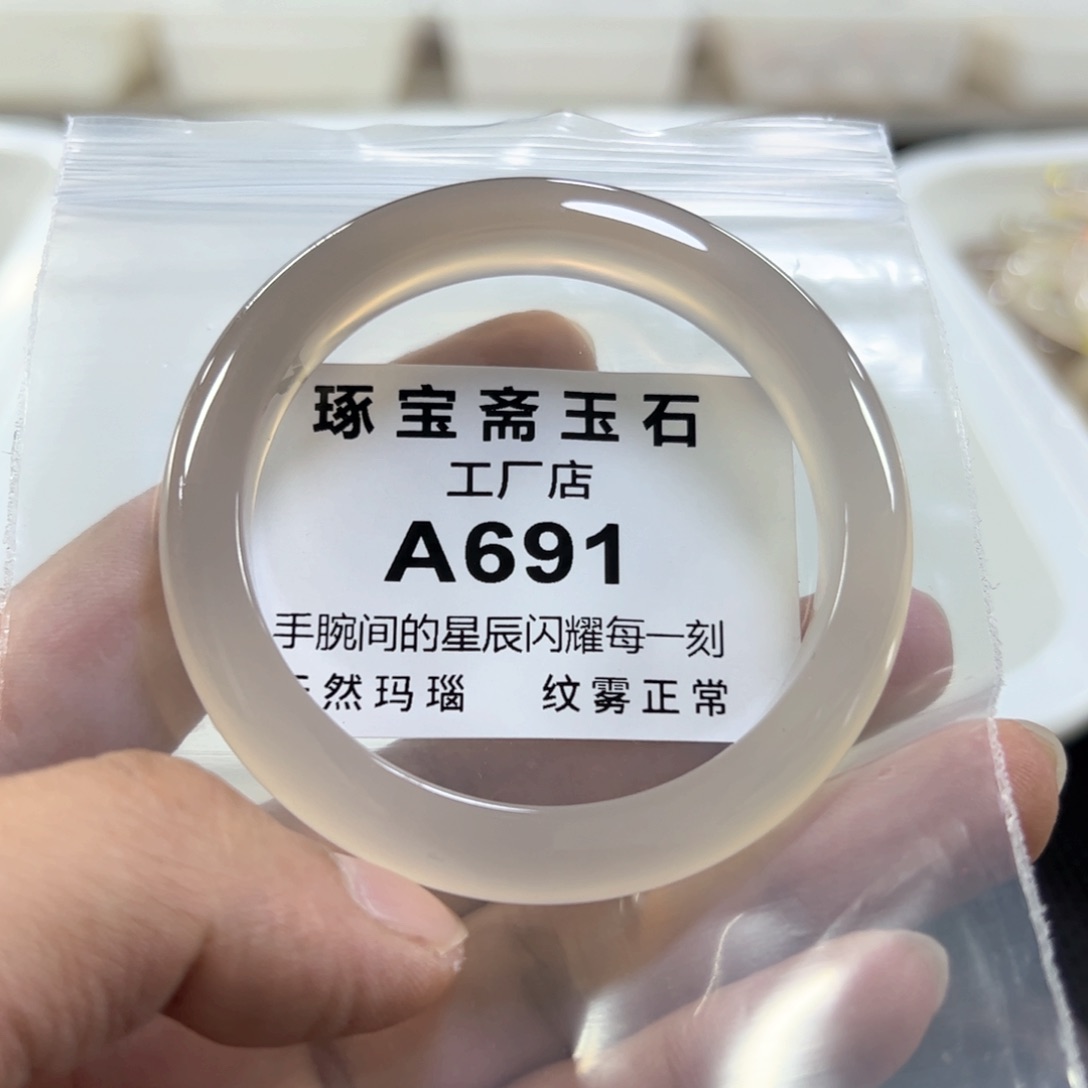 琢宝斋玉石
工厂店
A691
手腕间的星辰闪耀每一刻
天然玛瑙 纹雾正常